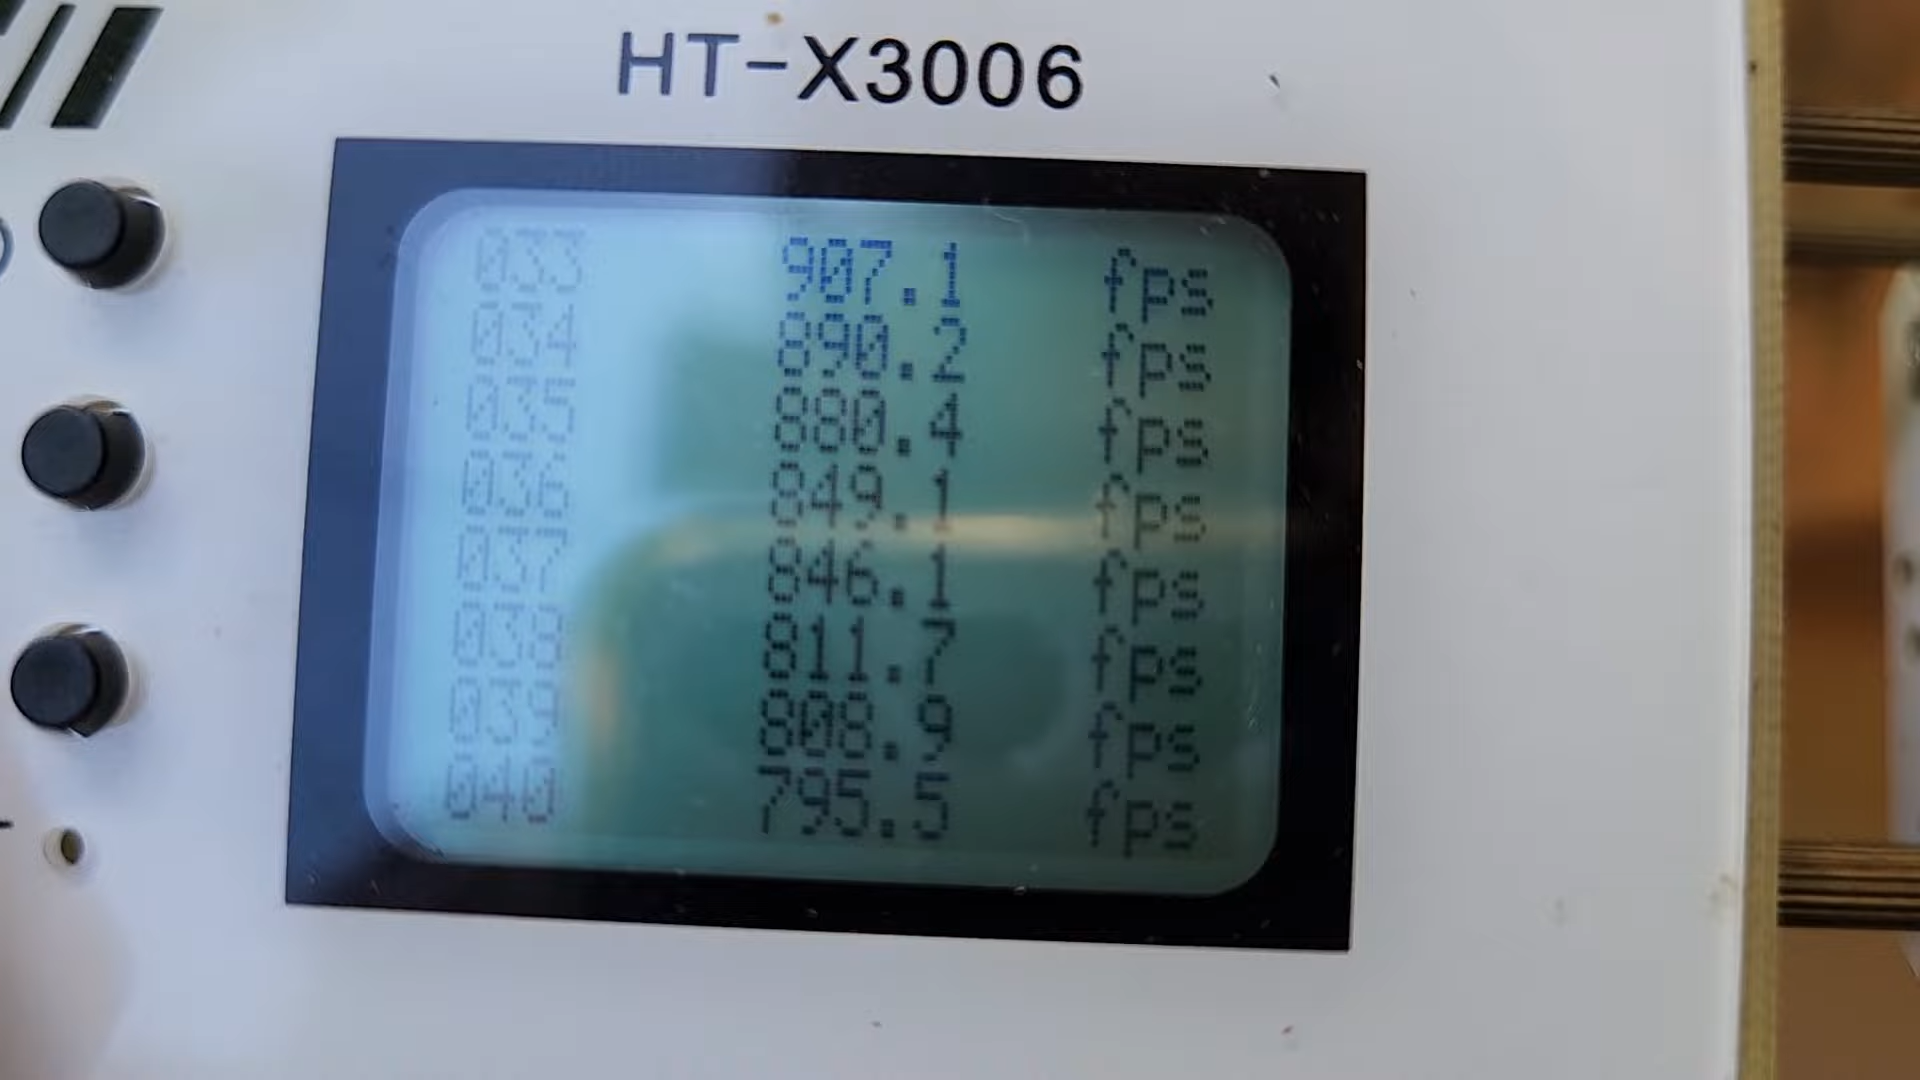 HT-X3006
033 907.1 fps
034 890.2 fps
035 880.4 fps
036 849.1 fps
037 846.1 fps
038 811.7 fps
039 808.9 fps
040 795.5 fps